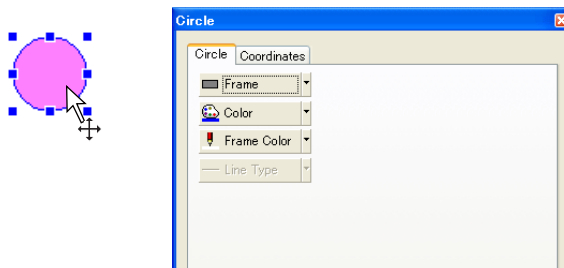 Circle
Circle Coordinates
Frame
Color
Frame Color
Line Type